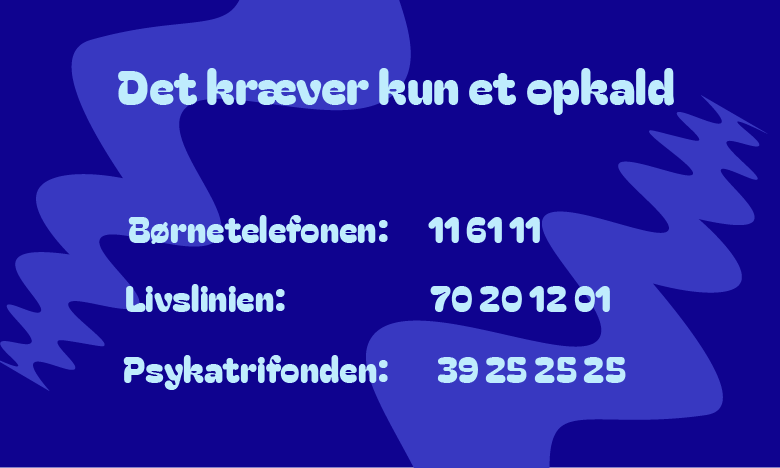 Det kræver kun et opkald
Børnetelefonen: 11 61 11
Livslinien: 70 20 12 01
Psykatrifonden: 39 25 25 25